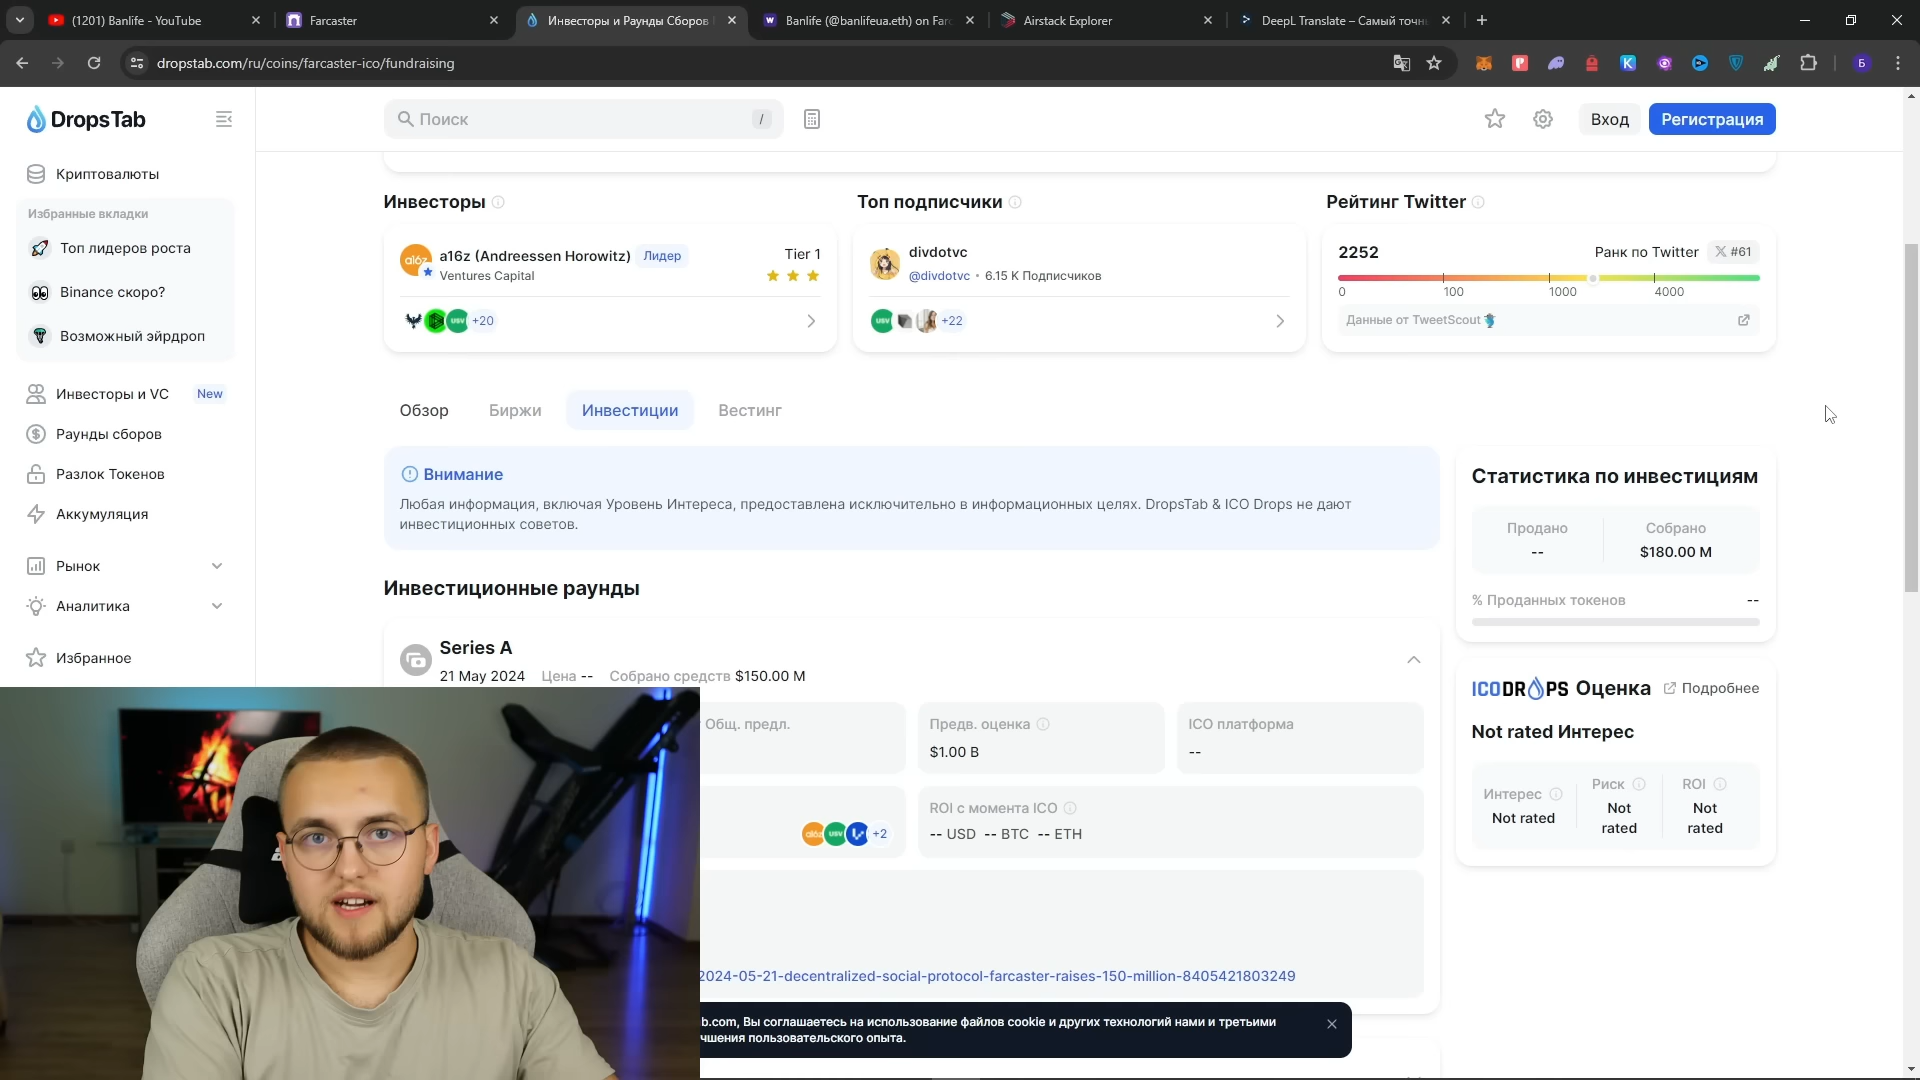 (1201) Banlife - YouTube
Farcaster
Инвесторы и Раунды Сборов
Banlife (@banlifeua.eth) on Farc
Airstack Explorer
DeepL Translate – Самый точн
dropstab.com/ru/coins/farcaster-ico/fundraising
DropsTab
Поиск
/
Вход
Регистрация
Криптовалюты
Избранные вкладки
Топ лидеров роста
Binance скоро?
Возможный эйрдроп
Инвесторы и VC New
Раунды сборов
Разлок Токенов
Аккумуляция
Рынок
Аналитика
Избранное
Инвесторы
a16z (Andreessen Horowitz) Лидер
Tier 1
Ventures Capital
+20
Топ подписчики
divdotvc
@divdotvc • 6.15 K Подписчиков
+22
Рейтинг Twitter
2252
Ранк по Twitter #61
0 100 1000 4000
Данные от TweetScout
Обзор Биржи Инвестиции Вестинг
Внимание
Любая информация, включая Уровень Интереса, предоставлена исключительно в информационных целях. DropsTab & ICO Drops не дают
инвестиционных советов.
Инвестиционные раунды
Series A
21 May 2024 Цена -- Собрано средств $150.00 M
Общ. предл.
Предв. оценка
$1.00 B
ICO платформа
--
+2
ROI с момента ICO
-- USD -- BTC -- ETH
2024-05-21-decentralized-social-protocol-farcaster-raises-150-million-8405421803249
b.com, Вы соглашаетесь на использование файлов cookie и других технологий нами и третьими
чшения пользовательского опыта.
Статистика по инвестициям
Продано
--
Собрано
$180.00 M
% Проданных токенов --
ICODROPS Оценка Подробнее
Not rated Интерес
Интерес
Not rated
Риск
Not
rated
ROI
Not
rated